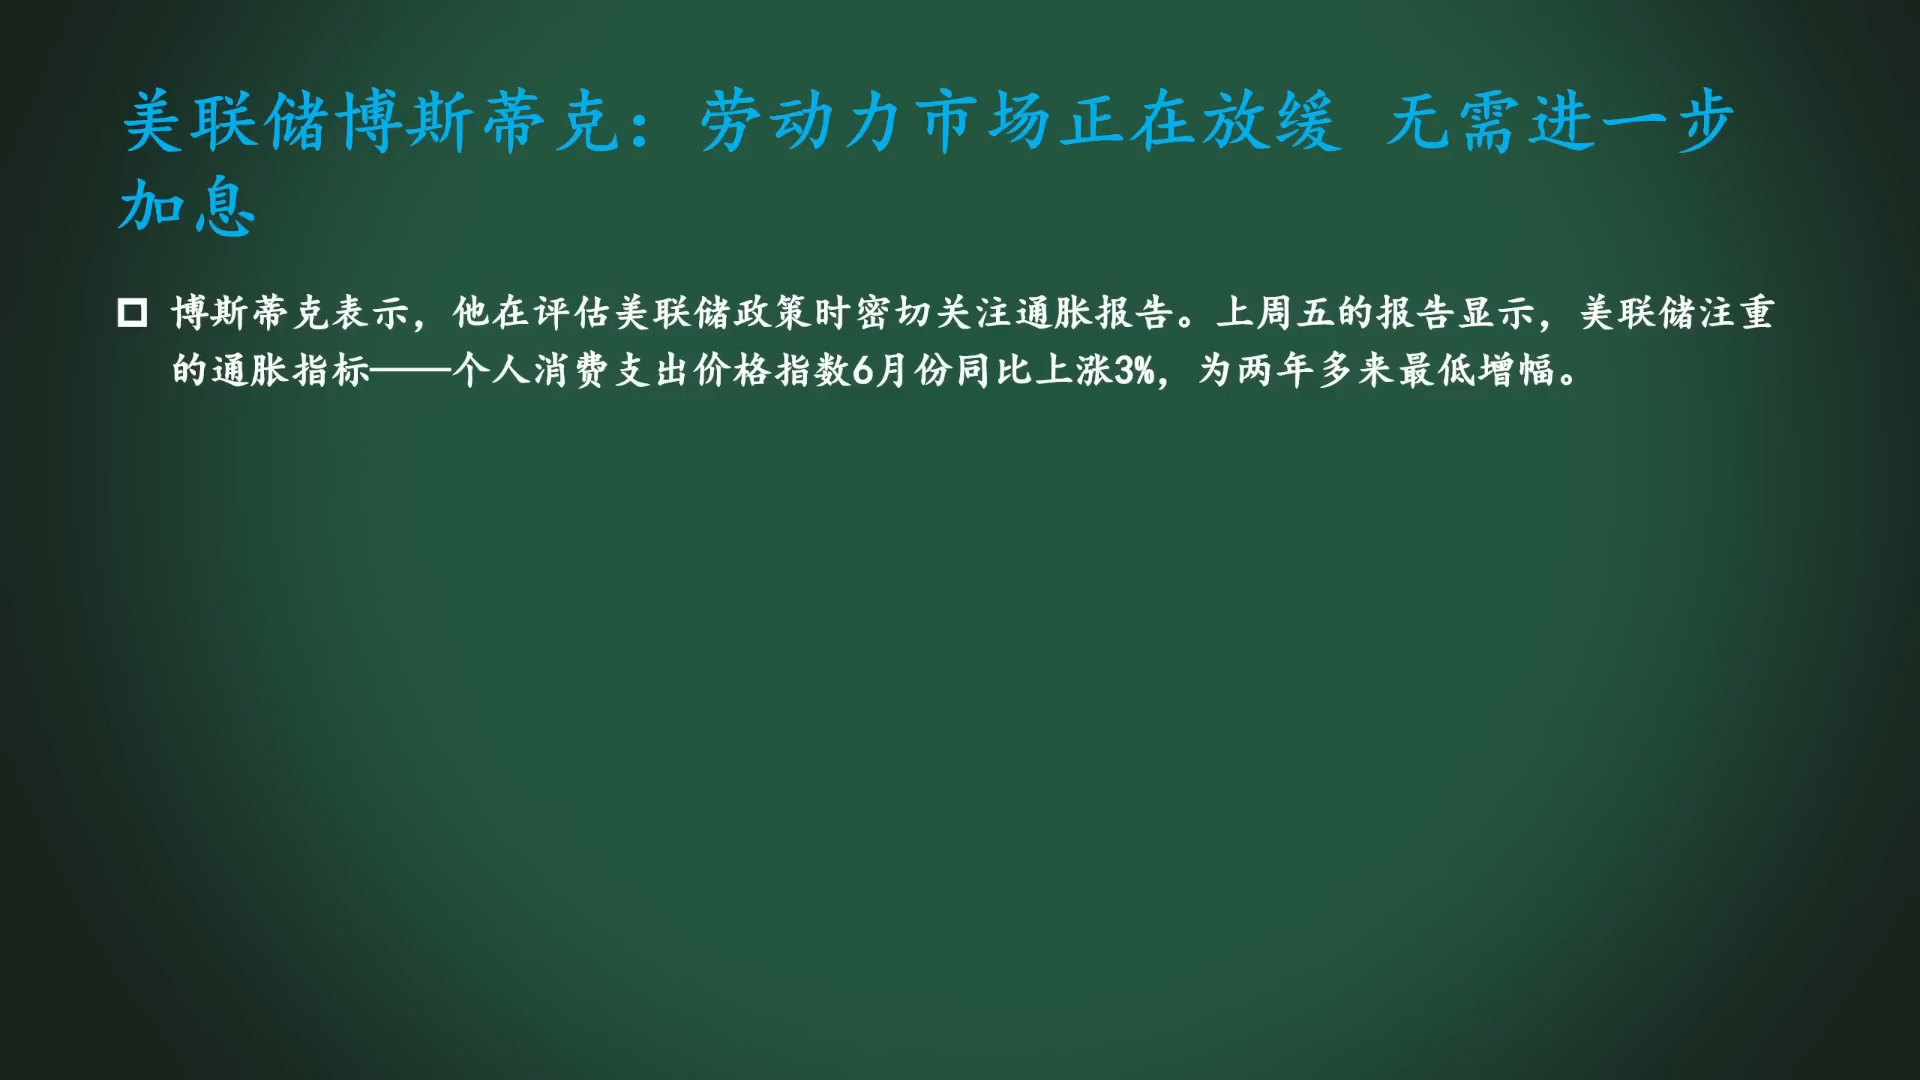 美联储博斯蒂克：劳动力市场正在放缓 无需进一步
加息
博斯蒂克表示，他在评估美联储政策时密切关注通胀报告。上周五的报告显示，美联储注重
的通胀指标——个人消费支出价格指数6月份同比上涨3%，为两年多来最低增幅。